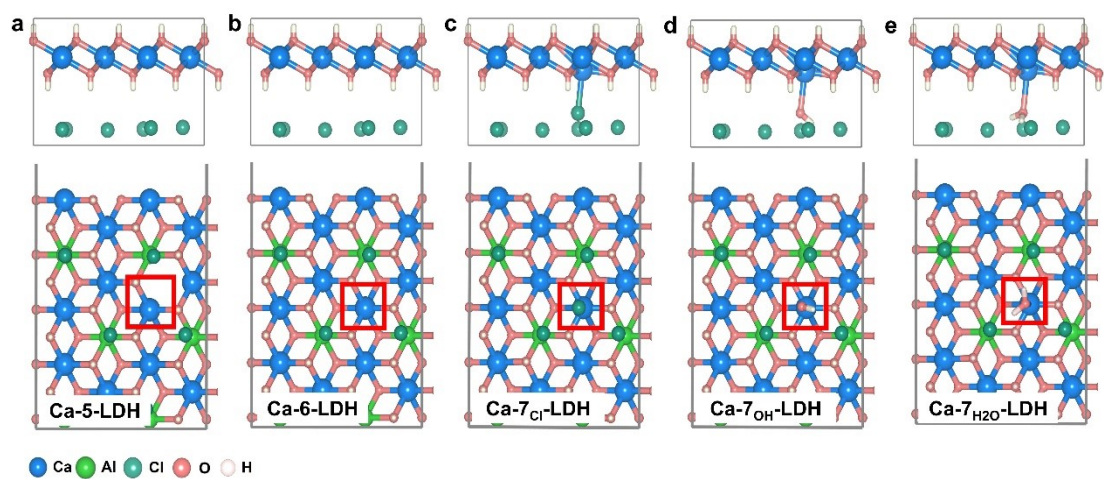 a
b
c
d
e
Ca-5-LDH
Ca-6-LDH
Ca-7Cl-LDH
Ca-7OH-LDH
Ca-7H2O-LDH
Ca Al Cl O H